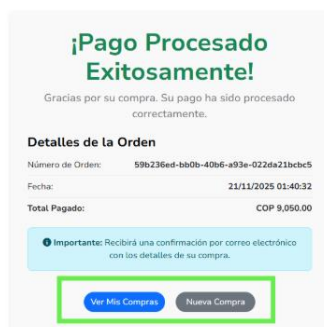 ¡Pago Procesado
Exitosamente!
Gracias por su compra. Su pago ha sido procesado
correctamente.
Detalles de la Orden
Número de Orden: 59b236ed-bb0b-40b6-a93e-022da21bcbc5
Fecha: 21/11/2025 01:40:32
Total Pagado: COP 9,050.00
Importante: Recibirá una confirmación por correo electrónico
con los detalles de su compra.
Ver Mis Compras Nueva Compra